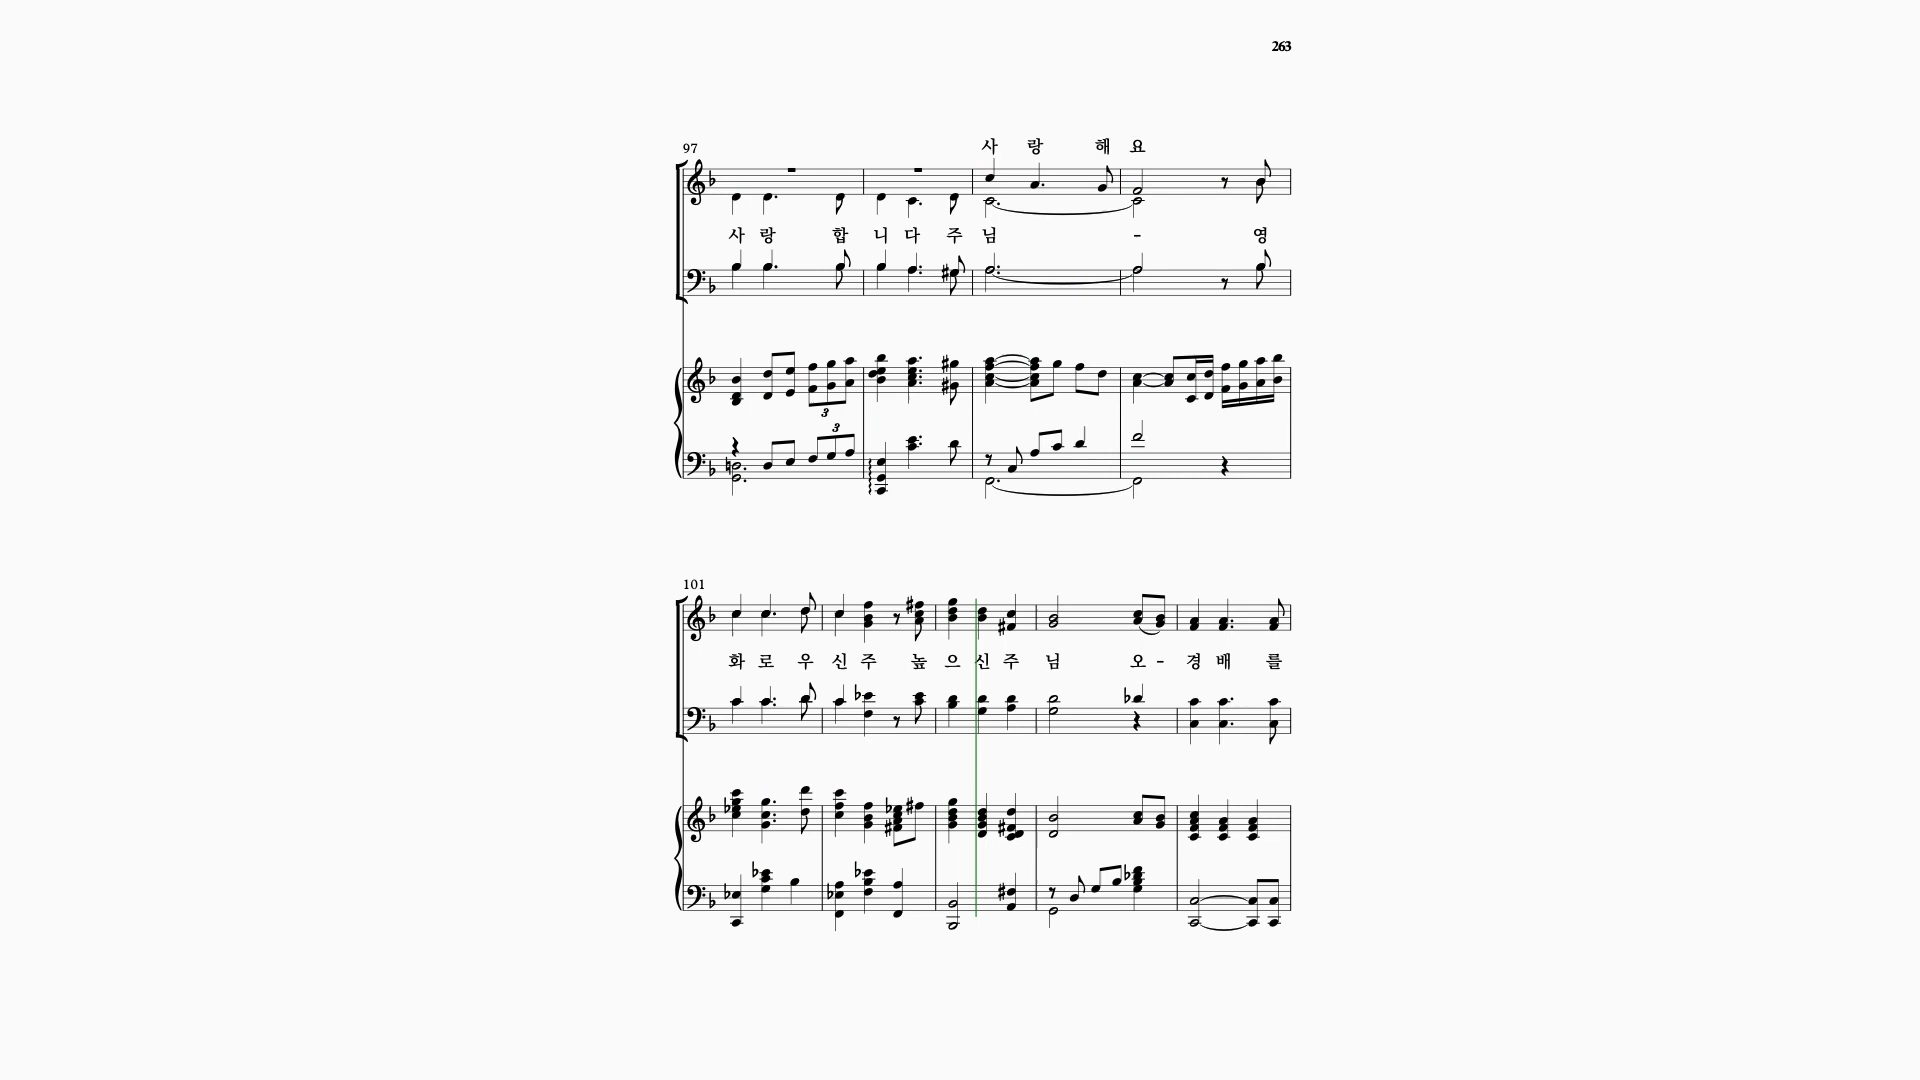 263
사 랑 해 요
97
사 랑 합 니 다 주 님 - 영
3
3
101
화 로 우 신 주 높 으 신 주 님 오 - 경 배 를